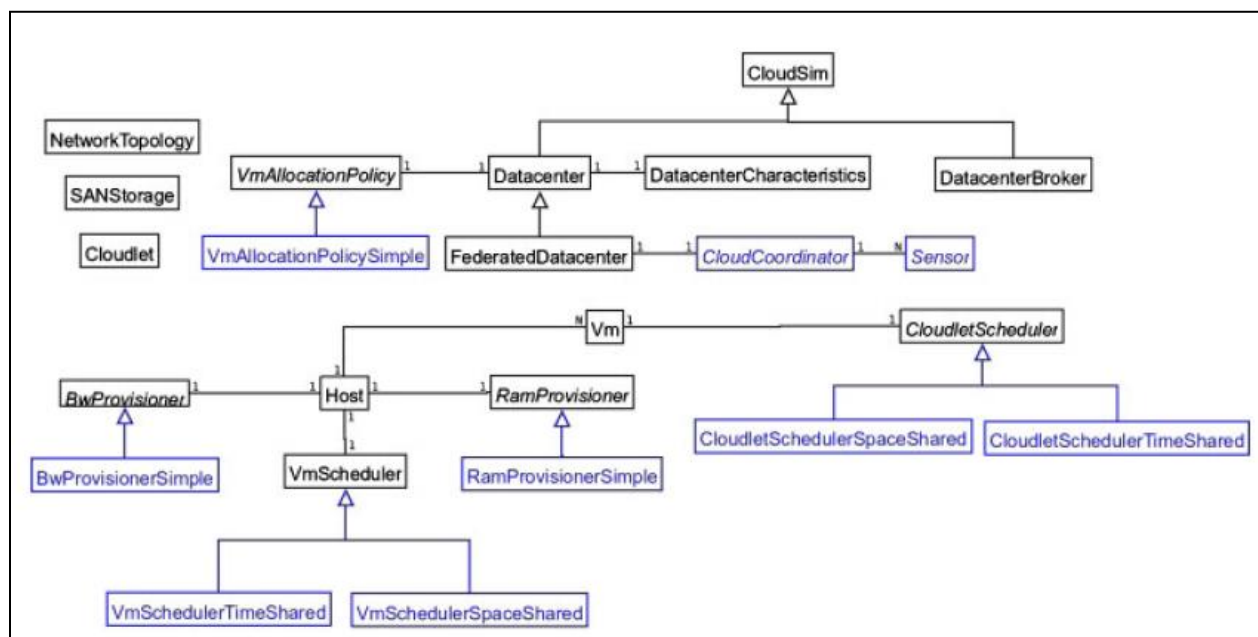 CloudSim
NetworkTopology
VmAllocationPolicy 1 1 Datacenter 1 1 DatacenterCharacteristics
DatacenterBroker
SANStorage
Cloudlet
VmAllocationPolicySimple
FederatedDatacenter 1 1 CloudCoordinator 1 N Sensor
N Vm 1 1 CloudletScheduler
1
BwProvisioner 1 1 Host 1 1 RamProvisioner
1
1
CloudletSchedulerSpaceShared
CloudletSchedulerTimeShared
BwProvisionerSimple
VmScheduler
RamProvisionerSimple
VmSchedulerTimeShared
VmSchedulerSpaceShared